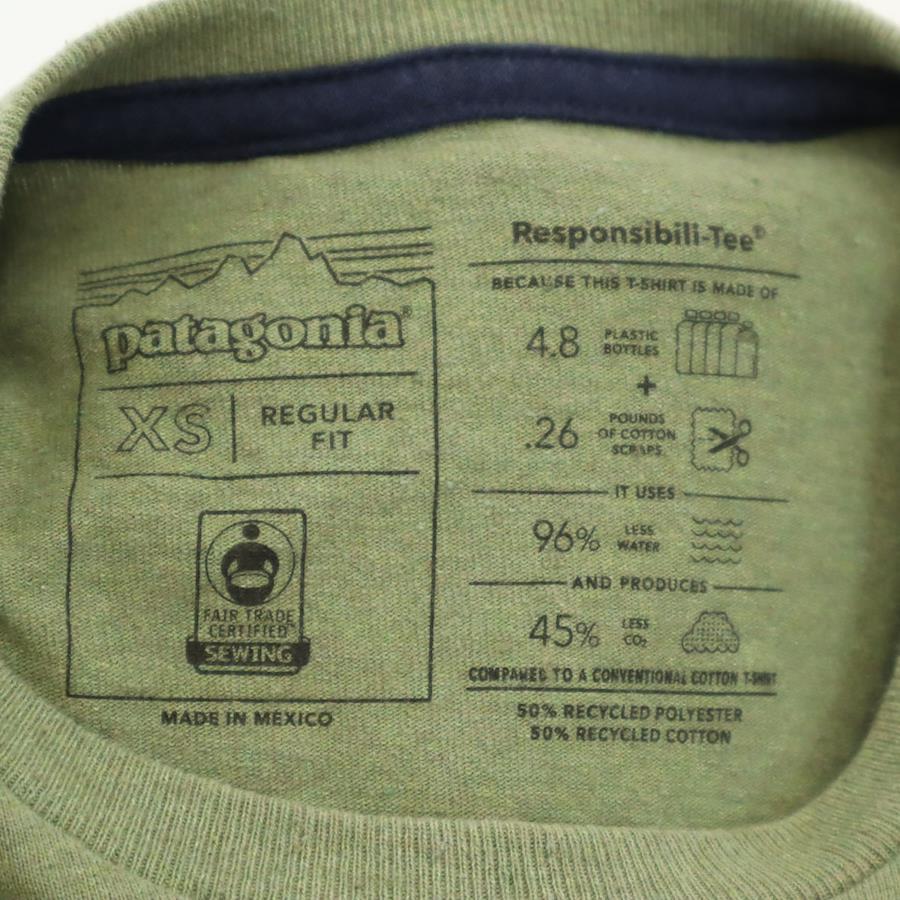 patagonia®
XS
REGULAR
FIT
FAIR TRADE
CERTIFIED
SEWING
MADE IN MEXICO
Responsibili-Tee®
BECAUSE THIS T-SHIRT IS MADE OF
4.8
PLASTIC
BOTTLES
+
.26
POUNDS
OF COTTON
SCRAPS
IT USES
96%
LESS
WATER
AND PRODUCES
45%
LESS
CO₂
COMPARED TO A CONVENTIONAL COTTON T-SHIRT
50% RECYCLED POLYESTER
50% RECYCLED COTTON